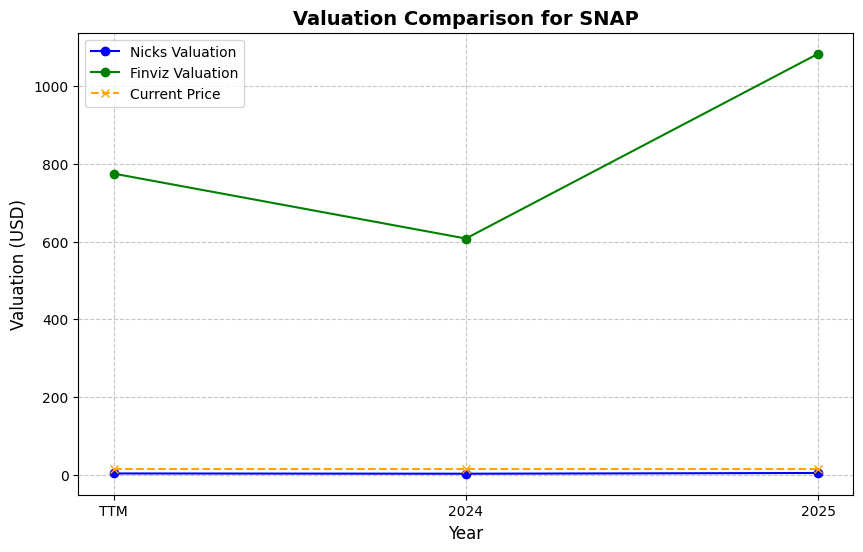 Valuation Comparison for SNAP
Nicks Valuation
Finviz Valuation
Current Price
Valuation (USD)
1000
800
600
400
200
0
TTM
2024
2025
Year